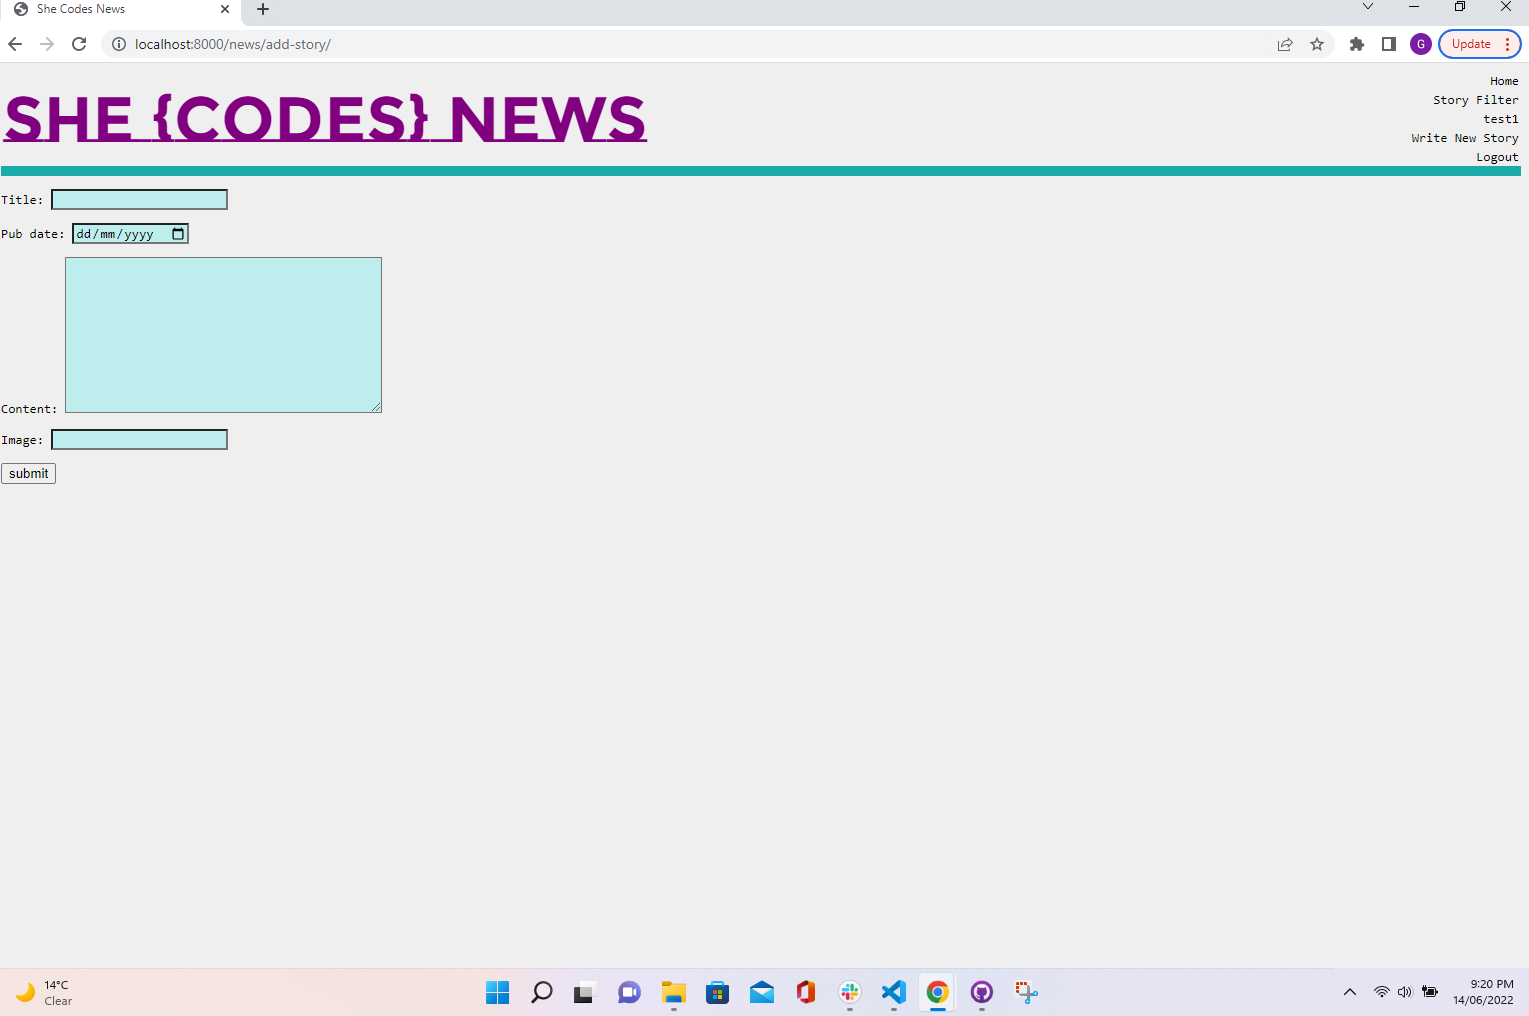 She Codes News
localhost:8000/news/add-story/
G
Update
SHE {CODES} NEWS
Home
Story Filter
test1
Write New Story
Logout
Title:
Pub date: dd/mm/yyyy
Content:
Image:
submit
14°C
Clear
9:20 PM
14/06/2022